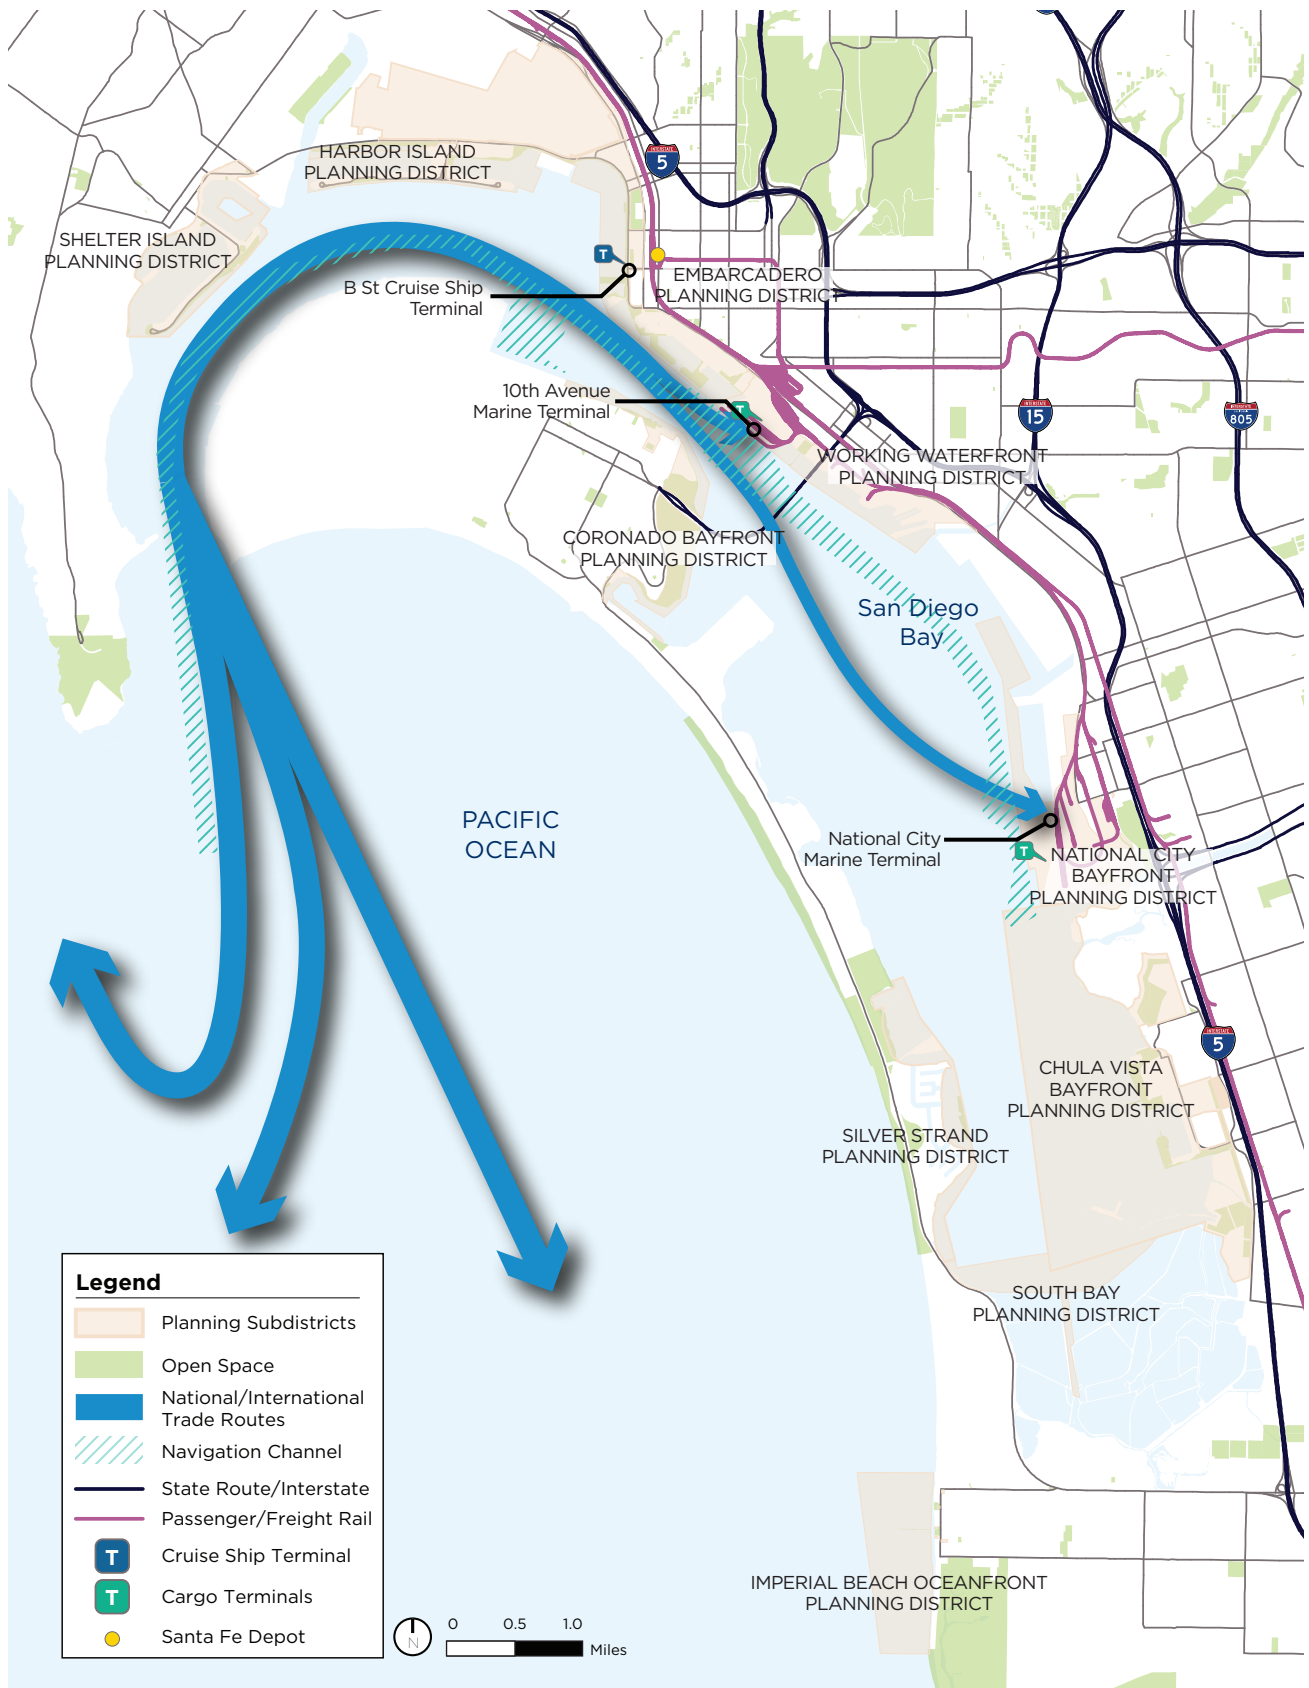 HARBOR ISLAND
PLANNING DISTRICT
INTERSTATE
5
SHELTER ISLAND
PLANNING DISTRICT
T
B St Cruise Ship
Terminal
EMBARCADERO
PLANNING DISTRICT
10th Avenue
Marine Terminal
T
INTERSTATE
15
INTERSTATE
805
WORKING WATERFRONT
PLANNING DISTRICT
CORONADO BAYFRONT
PLANNING DISTRICT
San Diego
Bay
PACIFIC
OCEAN
National City
Marine Terminal
T
NATIONAL CITY
BAYFRONT
PLANNING DISTRICT
INTERSTATE
5
CHULA VISTA
BAYFRONT
PLANNING DISTRICT
SILVER STRAND
PLANNING DISTRICT
SOUTH BAY
PLANNING DISTRICT
IMPERIAL BEACH OCEANFRONT
PLANNING DISTRICT
Legend
Planning Subdistricts
Open Space
National/International
Trade Routes
Navigation Channel
State Route/Interstate
Passenger/Freight Rail
T Cruise Ship Terminal
T Cargo Terminals
Santa Fe Depot
N
0 0.5 1.0
Miles